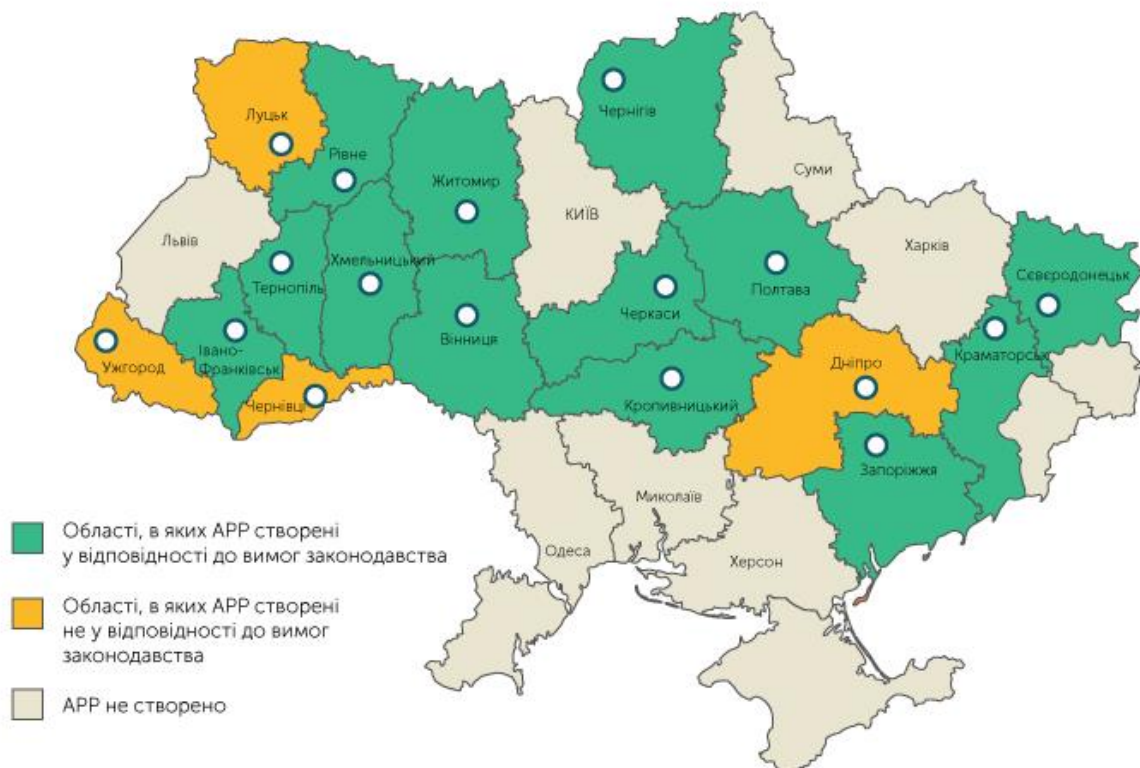 Луцьк
Рівне
Чернігів
Суми
Житомир
КИЇВ
Львів
Хмельницький
Тернопіль
Харків
Сєвєродонецьк
Полтава
Черкаси
Вінниця
Івано-
Франківськ
Ужгород
Чернівці
Краматорськ
Дніпро
Кропивницький
Запоріжжя
Миколаїв
Одеса
Херсон
Області, в яких АРР створені
у відповідності до вимог законодавства
Області, в яких АРР створені
не у відповідності до вимог
законодавства
АРР не створено